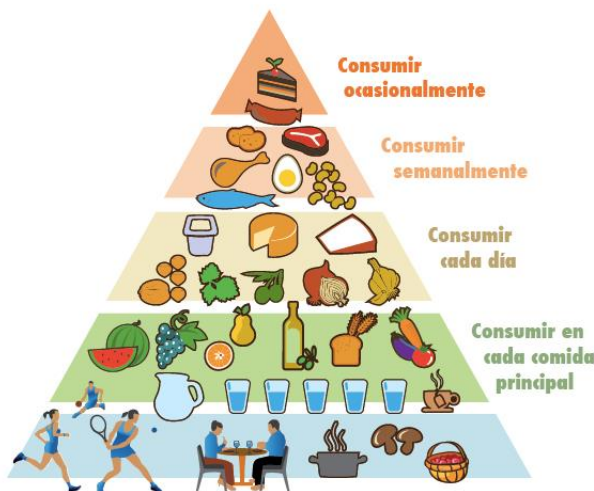 Consumir
ocasionalmente
Consumir
semanalmente
Consumir
cada día
Consumir en
cada comida
principal